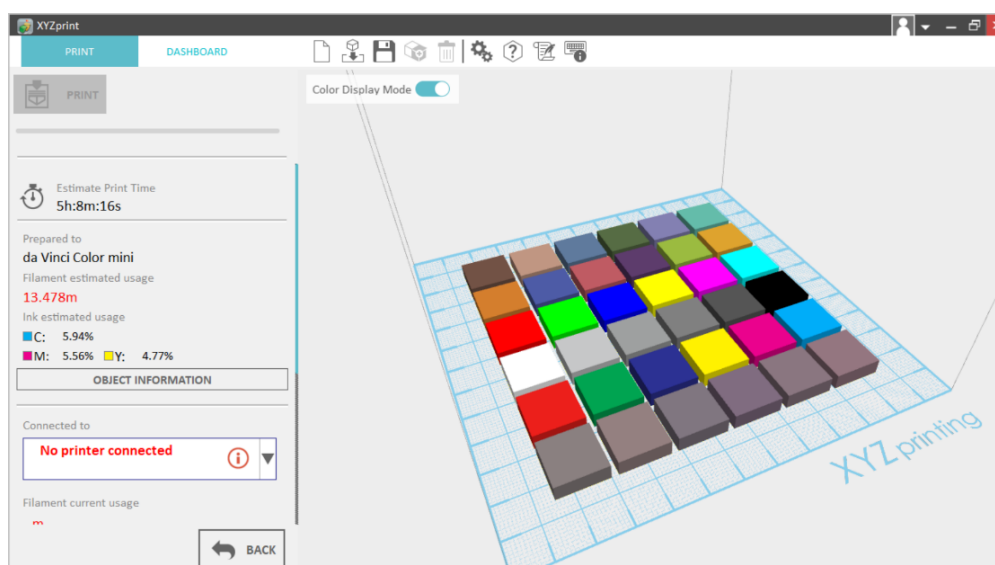 XYZprint
PRINT
DASHBOARD
Color Display Mode
PRINT
Estimate Print Time
5h:8m:16s
Prepared to
da Vinci Color mini
Filament estimated usage
13.478m
Ink estimated usage
C: 5.94%
M: 5.56% Y: 4.77%
OBJECT INFORMATION
Connected to
No printer connected
Filament current usage
m
BACK
XYZprinting